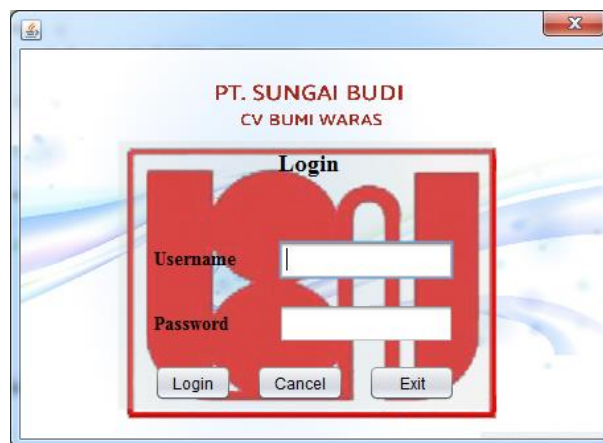 PT. SUNGAI BUDI
CV BUMI WARAS
Login
Username
Password
Login Cancel Exit